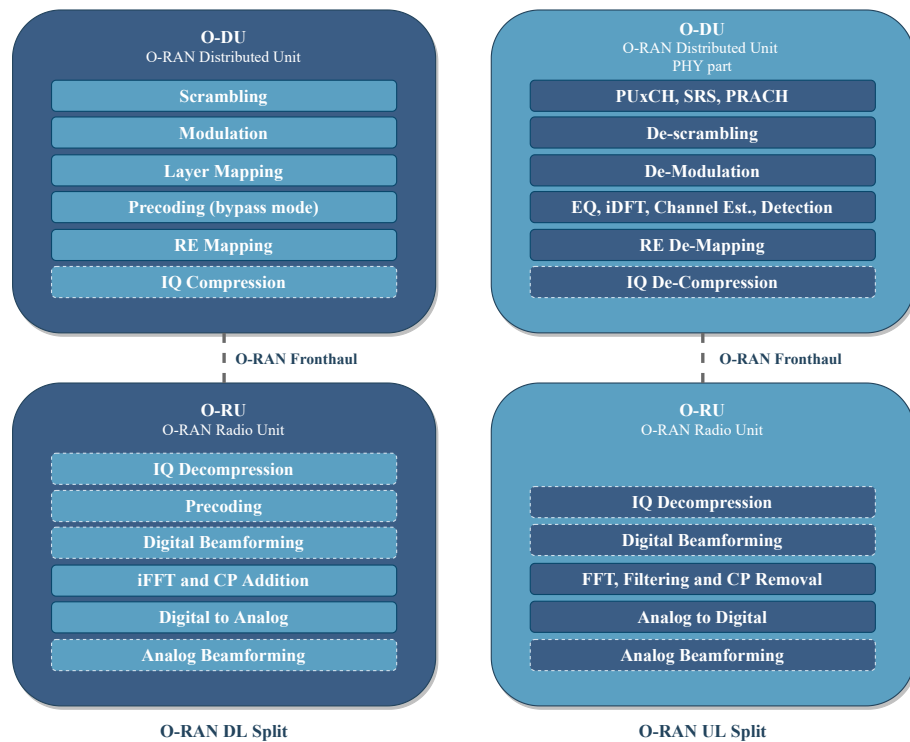 O-DU
O-RAN Distributed Unit
Scrambling
Modulation
Layer Mapping
Precoding (bypass mode)
RE Mapping
IQ Compression
O-RAN Fronthaul
O-RU
O-RAN Radio Unit
IQ Decompression
Precoding
Digital Beamforming
iFFT and CP Addition
Digital to Analog
Analog Beamforming
O-RAN DL Split
O-DU
O-RAN Distributed Unit
PHY part
PUxCH, SRS, PRACH
De-scrambling
De-Modulation
EQ, iDFT, Channel Est., Detection
RE De-Mapping
IQ De-Compression
O-RAN Fronthaul
O-RU
O-RAN Radio Unit
IQ Decompression
Digital Beamforming
FFT, Filtering and CP Removal
Analog to Digital
Analog Beamforming
O-RAN UL Split